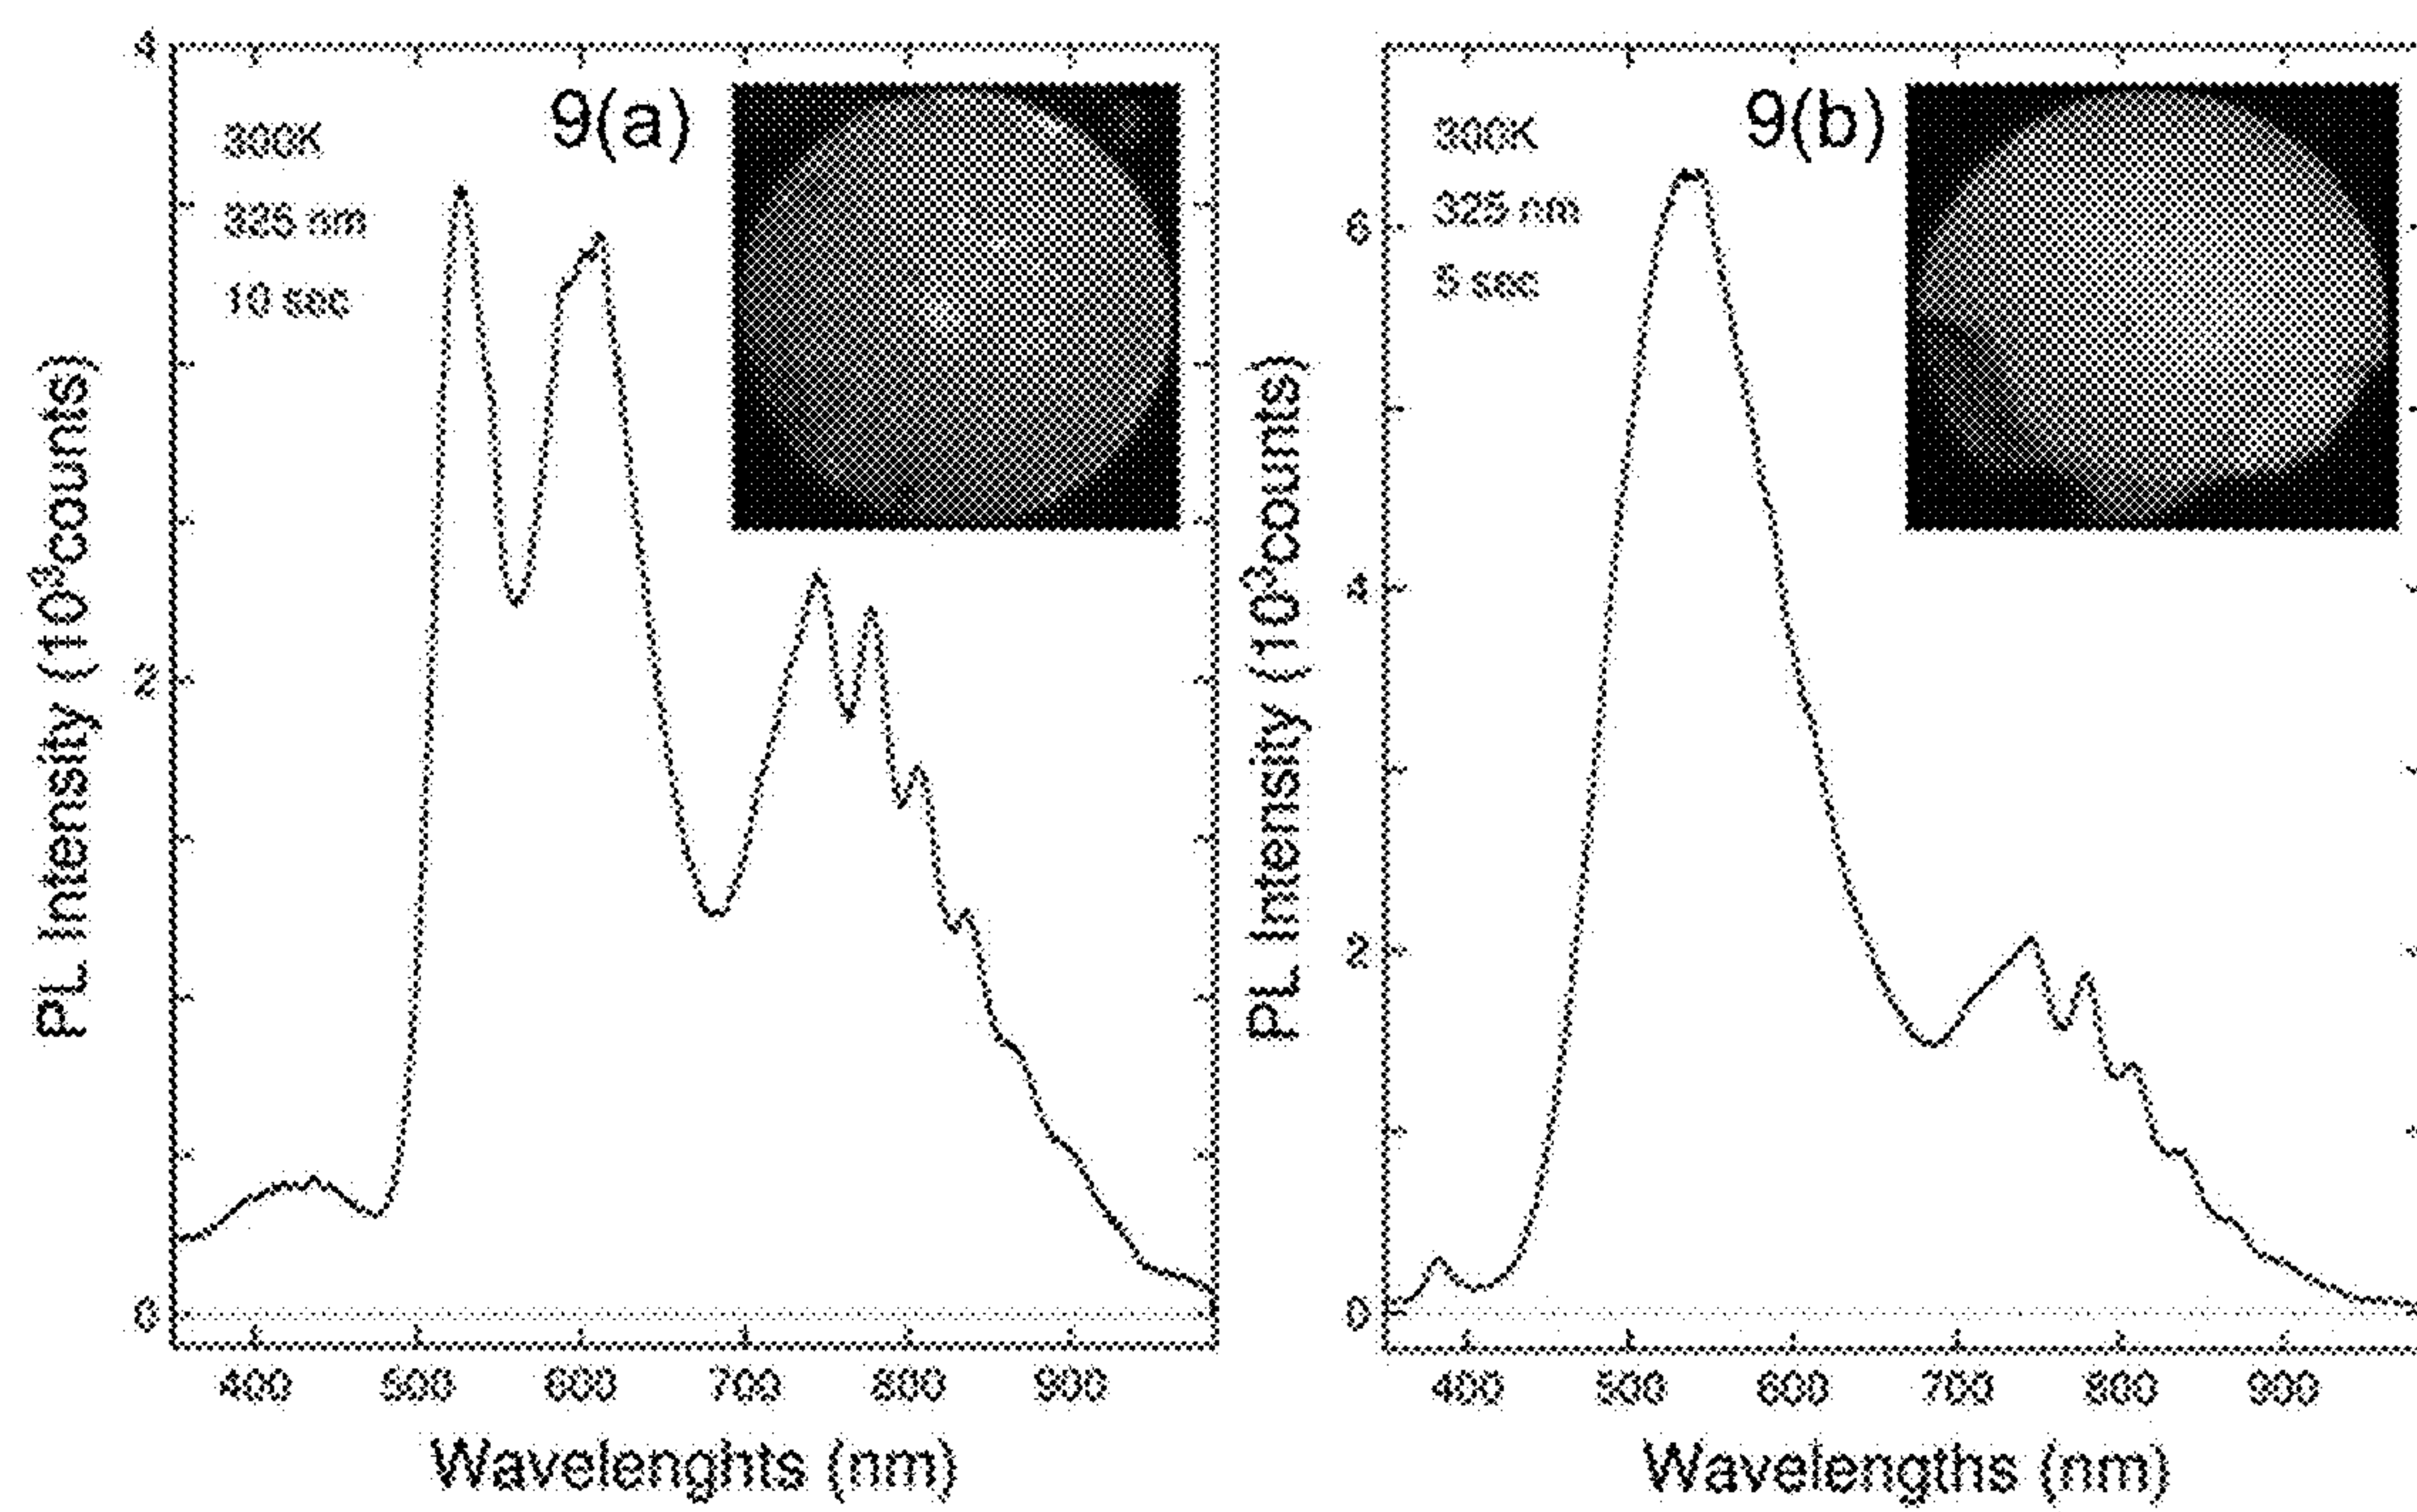 9(a)
300K
325 nm
10 sec
PL Intensity (10³counts)
4
2
0
400 500 600 700 800 900
Wavelenghts (nm)
9(b)
300K
325 nm
5 sec
PL Intensity (10³counts)
6
4
2
0
400 500 600 700 800 900
Wavelengths (nm)